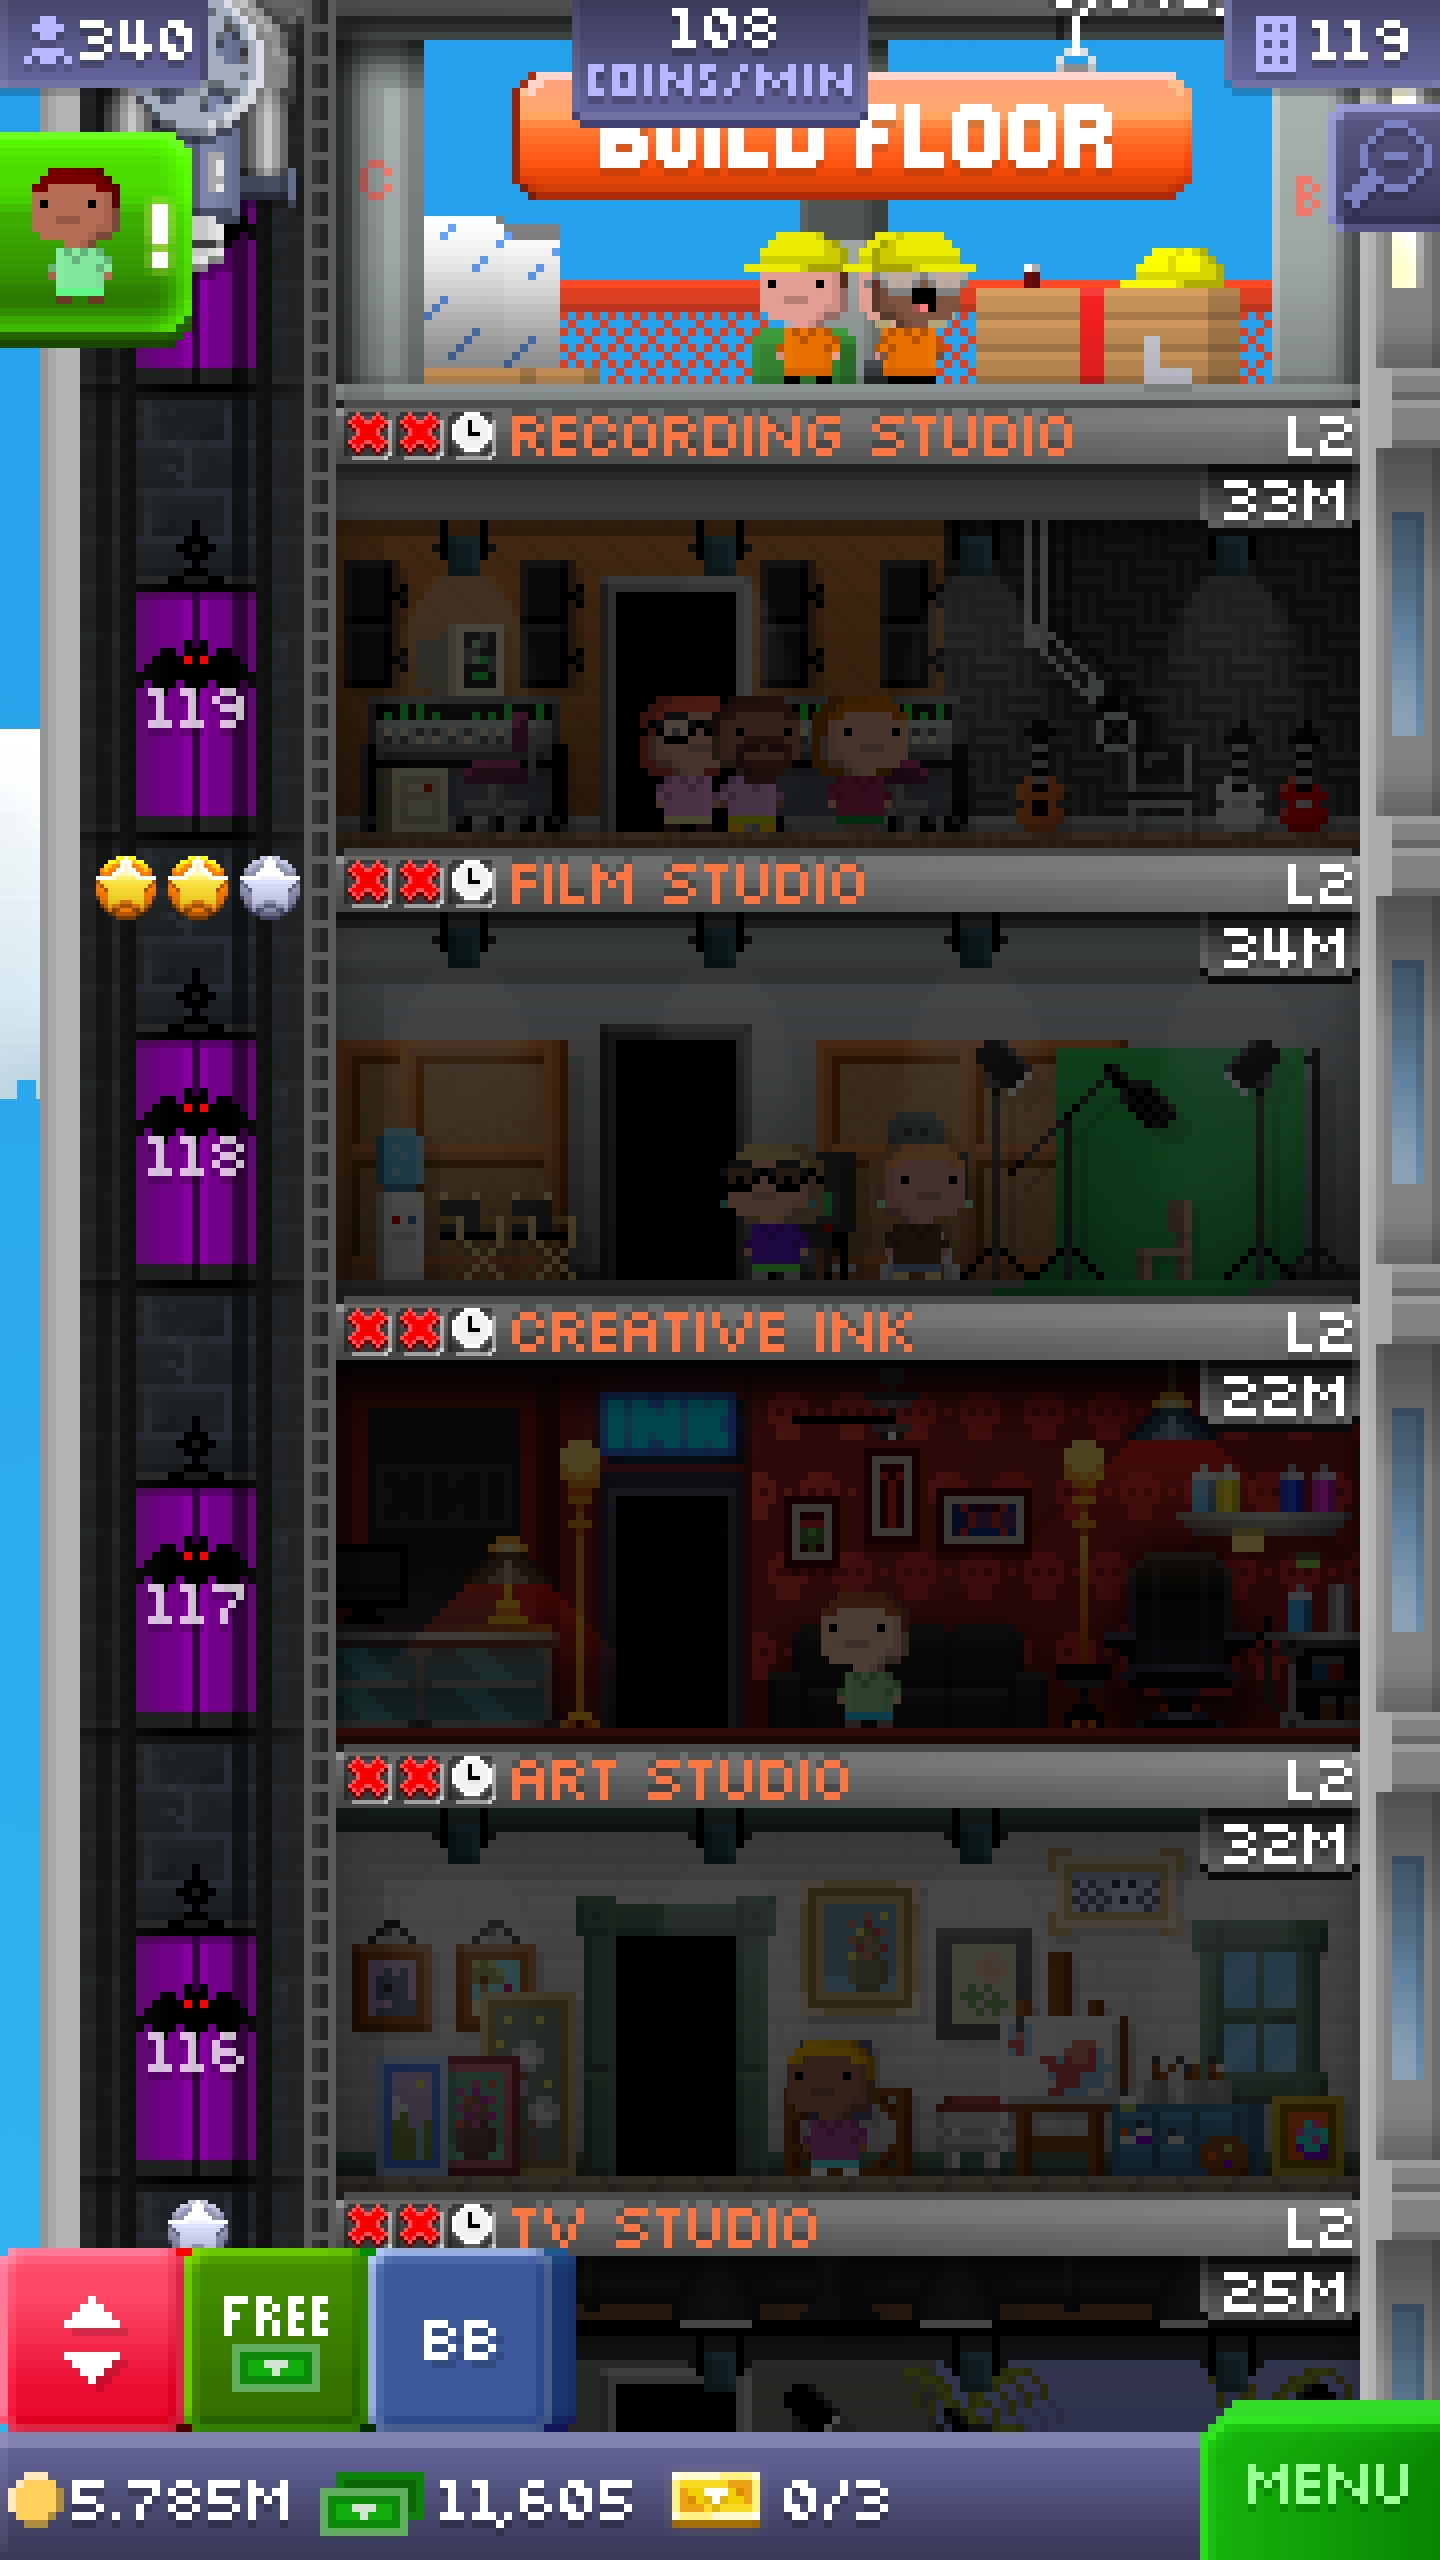 340
108
COINS/MIN
119
BUILD FLOOR
!
C
B
RECORDING STUDIO L2
33M
119
FILM STUDIO L2
34M
118
CREATIVE INK L2
22M
INK
117
ART STUDIO L2
32M
116
TV STUDIO L2
25M
FREE
BB
5.785M 11,605 0/3
MENU